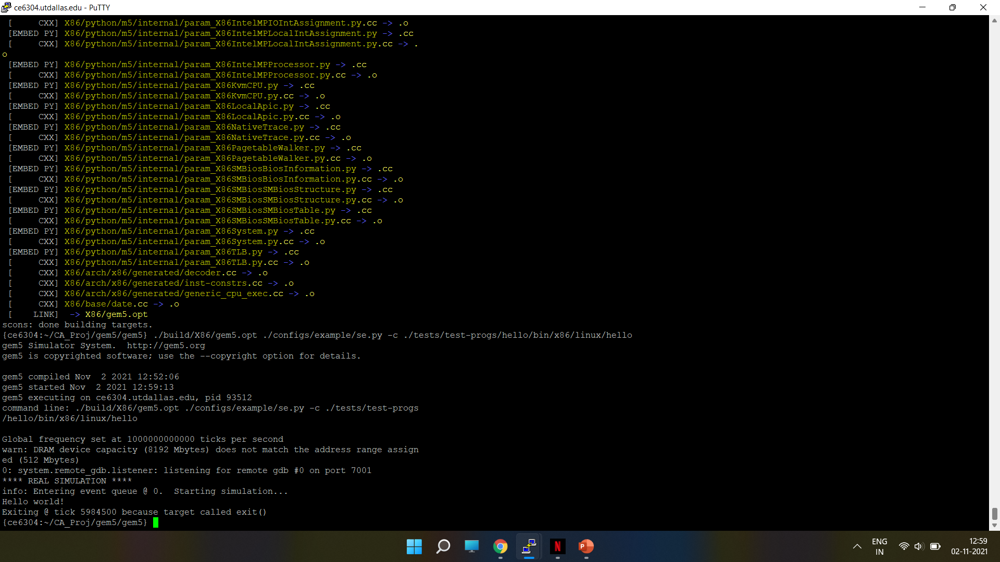 ce6304.utdallas.edu - PuTTY
[     CXX] X86/python/m5/internal/param_X86IntelMPIOIntAssignment.py.cc -> .o
[EMBED PY] X86/python/m5/internal/param_X86IntelMPLocalIntAssignment.py -> .cc
[     CXX] X86/python/m5/internal/param_X86IntelMPLocalIntAssignment.py.cc -> .
o
[EMBED PY] X86/python/m5/internal/param_X86IntelMPProcessor.py -> .cc
[     CXX] X86/python/m5/internal/param_X86IntelMPProcessor.py.cc -> .o
[EMBED PY] X86/python/m5/internal/param_X86KvmCPU.py -> .cc
[     CXX] X86/python/m5/internal/param_X86KvmCPU.py.cc -> .o
[EMBED PY] X86/python/m5/internal/param_X86LocalApic.py -> .cc
[     CXX] X86/python/m5/internal/param_X86LocalApic.py.cc -> .o
[EMBED PY] X86/python/m5/internal/param_X86NativeTrace.py -> .cc
[     CXX] X86/python/m5/internal/param_X86NativeTrace.py.cc -> .o
[EMBED PY] X86/python/m5/internal/param_X86PagetableWalker.py -> .cc
[     CXX] X86/python/m5/internal/param_X86PagetableWalker.py.cc -> .o
[EMBED PY] X86/python/m5/internal/param_X86SMBiosBiosInformation.py -> .cc
[     CXX] X86/python/m5/internal/param_X86SMBiosBiosInformation.py.cc -> .o
[EMBED PY] X86/python/m5/internal/param_X86SMBiosSMBiosStructure.py -> .cc
[     CXX] X86/python/m5/internal/param_X86SMBiosSMBiosStructure.py.cc -> .o
[EMBED PY] X86/python/m5/internal/param_X86SMBiosSMBiosTable.py -> .cc
[     CXX] X86/python/m5/internal/param_X86SMBiosSMBiosTable.py.cc -> .o
[EMBED PY] X86/python/m5/internal/param_X86System.py -> .cc
[     CXX] X86/python/m5/internal/param_X86System.py.cc -> .o
[EMBED PY] X86/python/m5/internal/param_X86TLB.py -> .cc
[     CXX] X86/python/m5/internal/param_X86TLB.py.cc -> .o
[     CXX] X86/arch/x86/generated/decoder.cc -> .o
[     CXX] X86/arch/x86/generated/inst-constrs.cc -> .o
[     CXX] X86/arch/x86/generated/generic_cpu_exec.cc -> .o
[     CXX] X86/base/date.cc -> .o
[    LINK]  -> X86/gem5.opt
scons: done building targets.
{ce6304:~/CA_Proj/gem5/gem5} ./build/X86/gem5.opt ./configs/example/se.py -c ./tests/test-progs/hello/bin/x86/linux/hello
gem5 Simulator System.  http://gem5.org
gem5 is copyrighted software; use the --copyright option for details.
gem5 compiled Nov  2 2021 12:52:06
gem5 started Nov  2 2021 12:59:13
gem5 executing on ce6304.utdallas.edu, pid 93512
command line: ./build/X86/gem5.opt ./configs/example/se.py -c ./tests/test-progs
/hello/bin/x86/linux/hello
Global frequency set at 1000000000000 ticks per second
warn: DRAM device capacity (8192 Mbytes) does not match the address range assign
ed (512 Mbytes)
0: system.remote_gdb.listener: listening for remote gdb #0 on port 7001
**** REAL SIMULATION ****
info: Entering event queue @ 0.  Starting simulation...
Hello world!
Exiting @ tick 5984500 because target called exit()
{ce6304:~/CA_Proj/gem5/gem5}
ENG
IN
12:59
02-11-2021